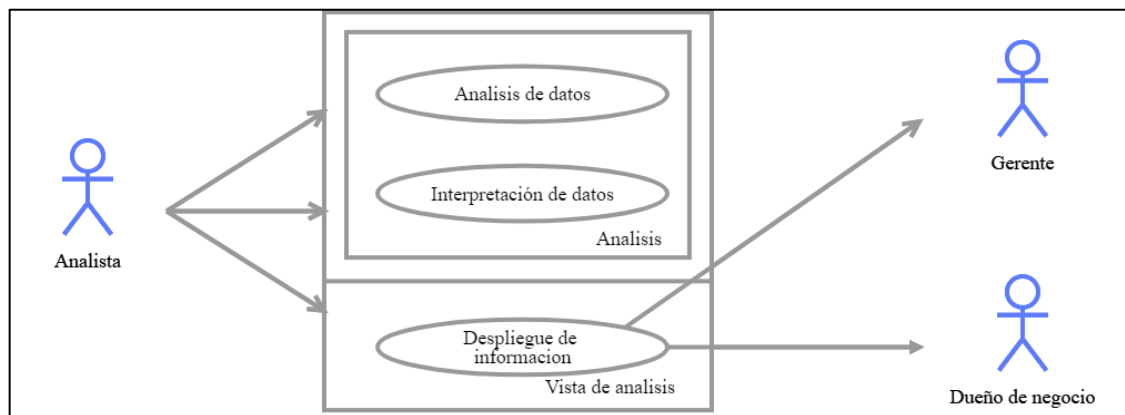 Analisis de datos
Interpretación de datos
Analisis
Analista
Gerente
Despliegue de
informacion
Vista de analisis
Dueño de negocio